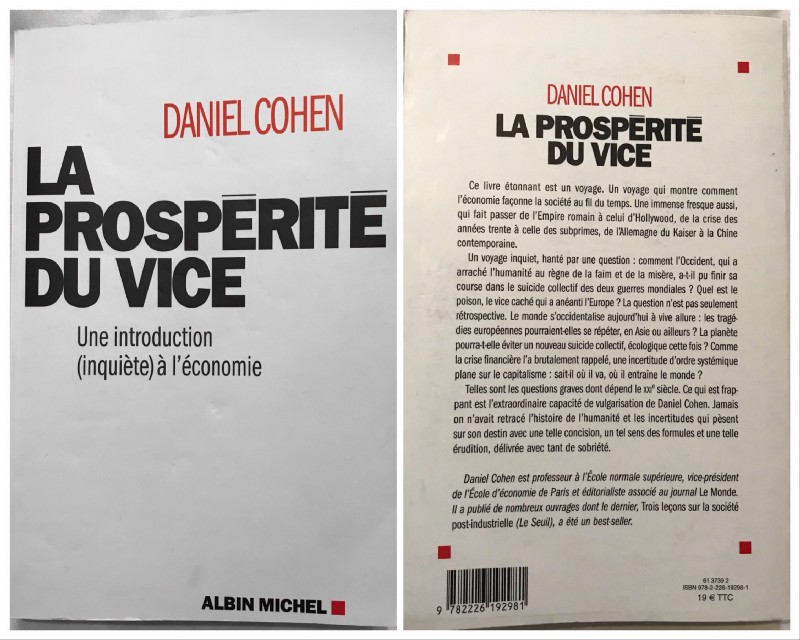 DANIEL COHEN
LA
PROSPÉRITÉ
DU VICE
Une introduction
(inquiète) à l'économie
ALBIN MICHEL
DANIEL COHEN
LA PROSPÉRITÉ
DU VICE
Ce livre étonnant est un voyage. Un voyage qui montre comment
l'économie façonne la société au fil du temps. Une immense fresque aussi,
qui fait passer de l'Empire romain à celui d'Hollywood, de la crise des
années trente à celle des subprimes, de l'Allemagne du Kaiser à la Chine
contemporaine.
Un voyage inquiet, hanté par une question : comment l'Occident, qui a
arraché l'humanité au règne de la faim et de la misère, a-t-il pu finir sa
course dans le suicide collectif des deux guerres mondiales ? Quel est le
poison, le vice caché qui a anéanti l'Europe ? La question n'est pas seulement
rétrospective. Le monde s'occidentalise aujourd'hui à vive allure : les tragé-
dies européennes pourraient-elles se répéter, en Asie ou ailleurs ? La planète
pourra-t-elle éviter un nouveau suicide collectif, écologique cette fois ? Comme
la crise financière l'a brutalement rappelé, une incertitude d'ordre systémique
plane sur le capitalisme : sait-il où il va, où il entraîne le monde ?
Telles sont les questions graves dont dépend le XXIe siècle. Ce qui est frap-
pant est l'extraordinaire capacité de vulgarisation de Daniel Cohen. Jamais
on n'avait retracé l'histoire de l'humanité et les incertitudes qui pèsent
sur son destin avec une telle concision, un tel sens des formules et une telle
érudition, délivrée avec tant de sobriété.
Daniel Cohen est professeur à l'École normale supérieure, vice-président
de l'École d'économie de Paris et éditorialiste associé au journal Le Monde.
Il a publié de nombreux ouvrages dont le dernier, Trois leçons sur la société
post-industrielle (Le Seuil), a été un best-seller.
61 3739 2
ISBN 978-2-226-19298-1
19 € TTC
9 782226 192981